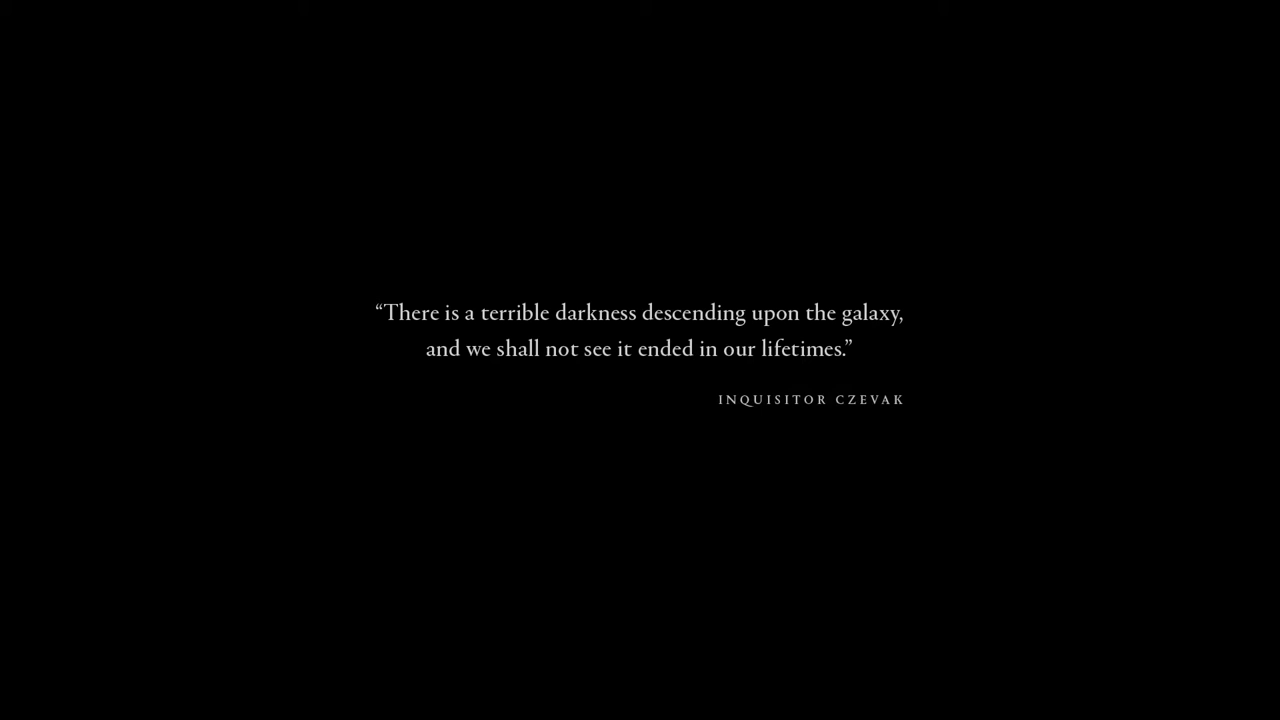 “There is a terrible darkness descending upon the galaxy,
and we shall not see it ended in our lifetimes.”
INQUISITOR CZEVAK